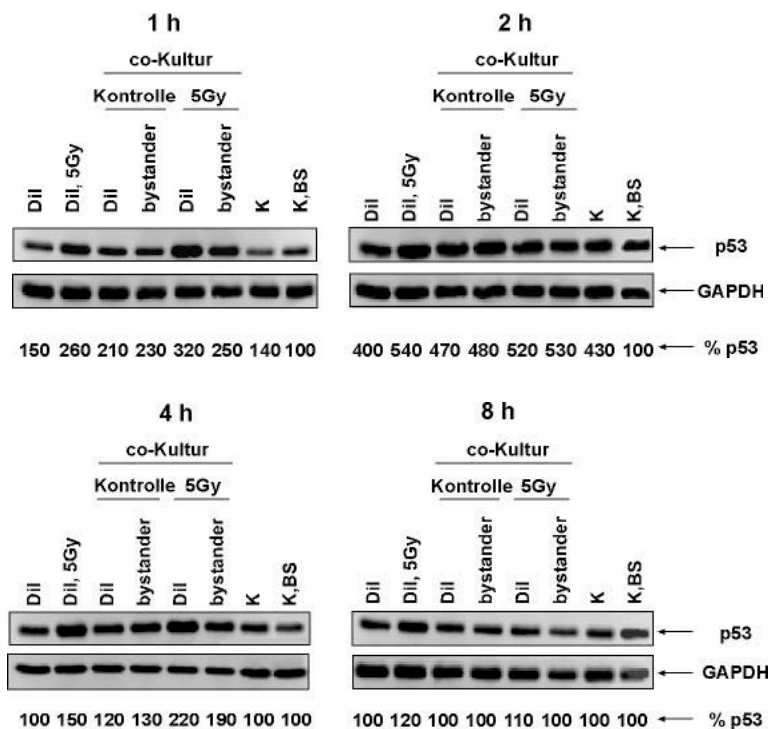 1 h
co-Kultur
Kontrolle 5Gy
DiI
DiI, 5Gy
DiI
bystander
DiI
bystander
K
K,BS
150 260 210 230 320 250 140 100
2 h
co-Kultur
Kontrolle 5Gy
DiI
DiI, 5Gy
DiI
bystander
DiI
bystander
K
K,BS
p53
GAPDH
400 540 470 480 520 530 430 100 % p53
4 h
co-Kultur
Kontrolle 5Gy
DiI
DiI, 5Gy
DiI
bystander
DiI
bystander
K
K,BS
100 150 120 130 220 190 100 100
8 h
co-Kultur
Kontrolle 5Gy
DiI
DiI, 5Gy
DiI
bystander
DiI
bystander
K
K,BS
p53
GAPDH
100 120 100 100 110 100 100 100 % p53